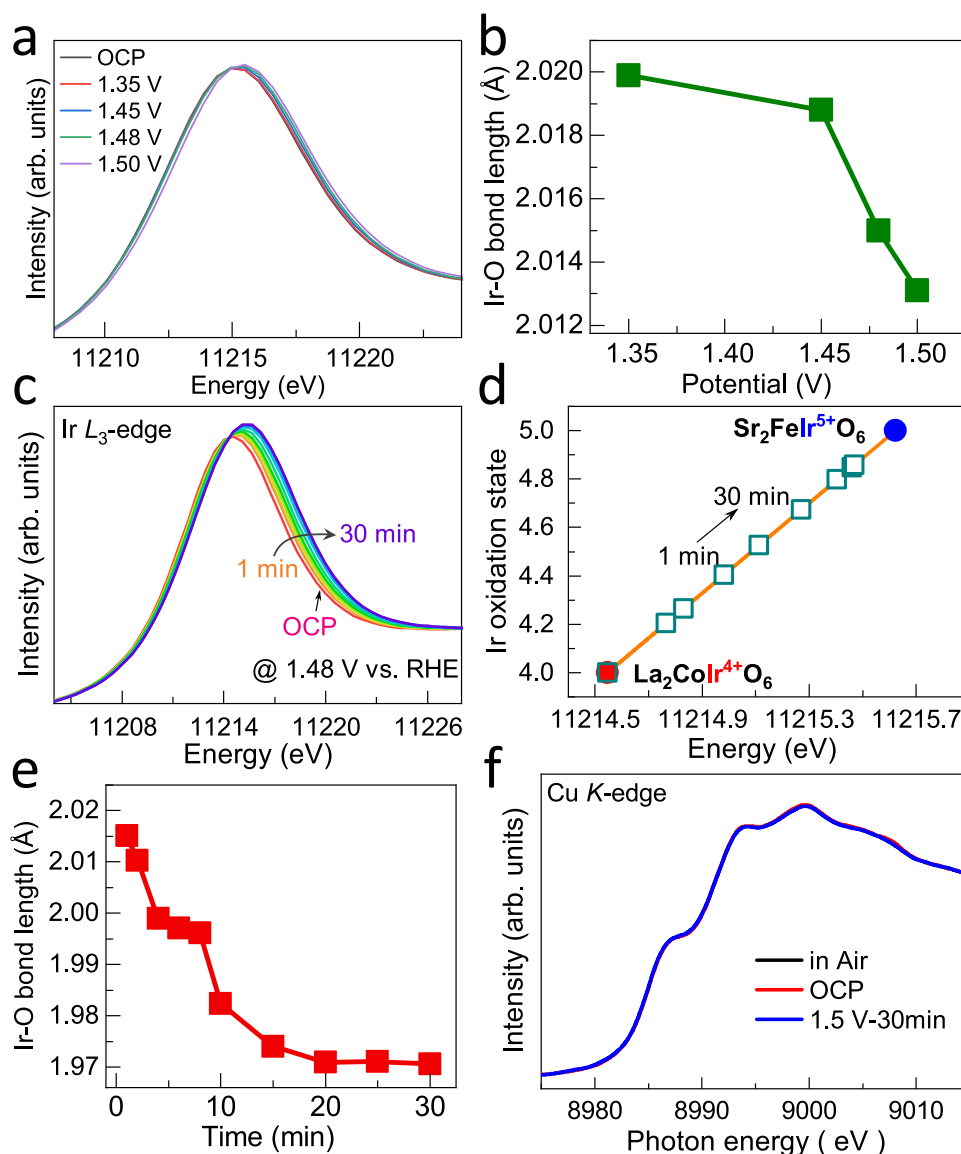 a
OCP
1.35 V
1.45 V
1.48 V
1.50 V
Intensity (arb. units)
11210
11215
11220
Energy (eV)
b
2.020
2.018
2.016
2.014
2.012
Ir-O bond length (Å)
1.35
1.40
1.45
1.50
Potential (V)
c
Ir L₃-edge
30 min
1 min
OCP
@ 1.48 V vs. RHE
Intensity (arb. units)
11208
11214
11220
11226
Energy (eV)
d
5.0
4.8
4.6
4.4
4.2
4.0
Ir oxidation state
Sr₂FeIr⁵⁺O₆
30 min
1 min
La₂CoIr⁴⁺O₆
11214.5
11214.9
11215.3
11215.7
Energy (eV)
e
2.02
2.01
2.00
1.99
1.98
1.97
Ir-O bond length (Å)
0
10
20
30
Time (min)
f
Cu K-edge
in Air
OCP
1.5 V-30min
Intensity (arb. units)
8980
8990
9000
9010
Photon energy ( eV )